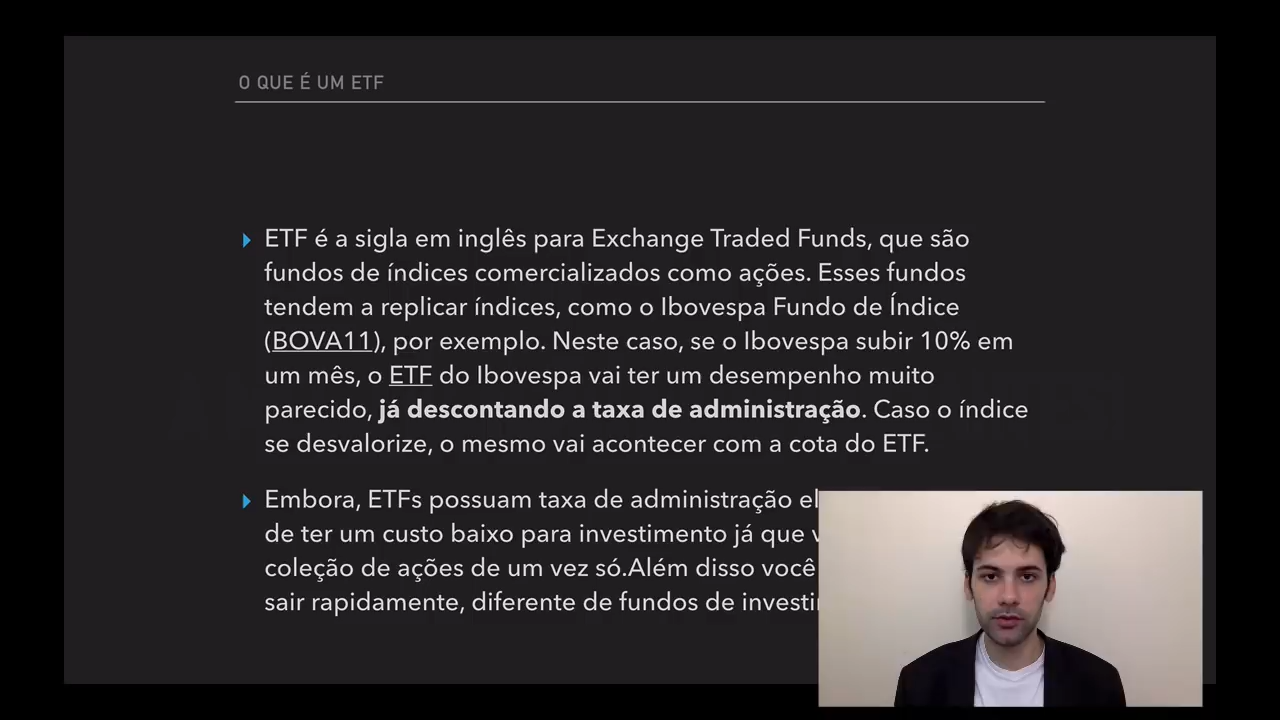 O QUE É UM ETF
ETF é a sigla em inglês para Exchange Traded Funds, que são
fundos de índices comercializados como ações. Esses fundos
tendem a replicar índices, como o Ibovespa Fundo de Índice
(BOVA11), por exemplo. Neste caso, se o Ibovespa subir 10% em
um mês, o ETF do Ibovespa vai ter um desempenho muito
parecido, já descontando a taxa de administração. Caso o índice
se desvalorize, o mesmo vai acontecer com a cota do ETF.
Embora, ETFs possuam taxa de administração
de ter um custo baixo para investimento já que
coleção de ações de um vez só.Além disso você
sair rapidamente, diferente de fundos de